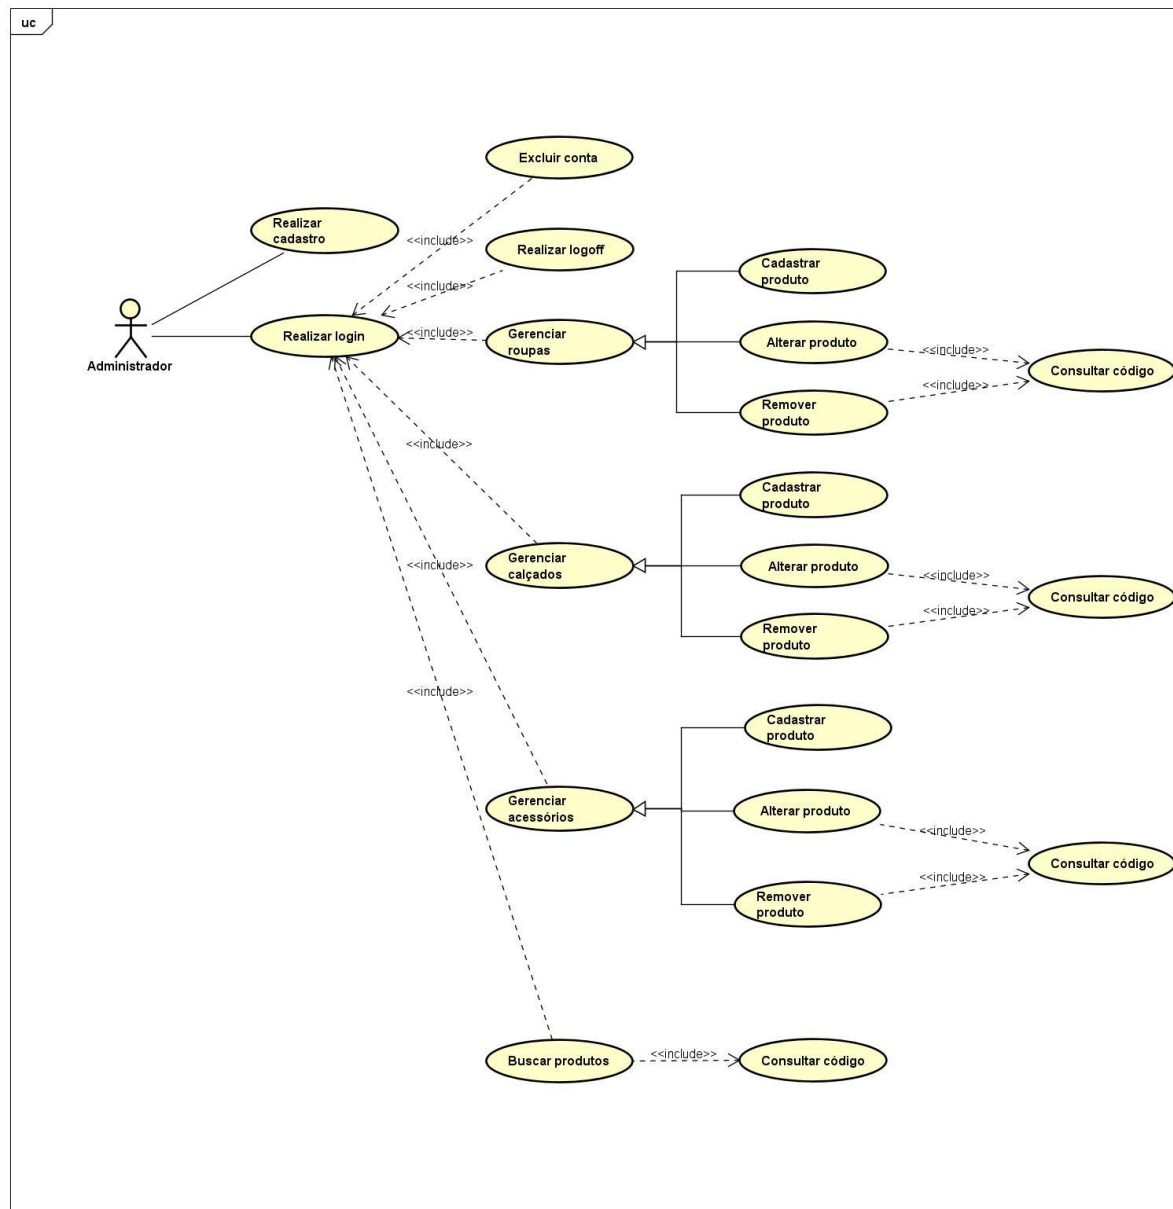 uc
Excluir conta
Realizar
cadastro
<<include>>
Realizar logoff
Cadastrar
produto
<<include>>
Administrador
Realizar login
<<include>>
Gerenciar
roupas
Alterar produto
<<include>>
Consultar código
<<include>>
Remover
produto
<<include>>
Cadastrar
produto
<<include>>
Gerenciar
calçados
Alterar produto
<<include>>
Consultar código
<<include>>
Remover
produto
<<include>>
Cadastrar
produto
Gerenciar
acessórios
Alterar produto
<<include>>
Consultar código
<<include>>
Remover
produto
Buscar produtos
<<include>>
Consultar código